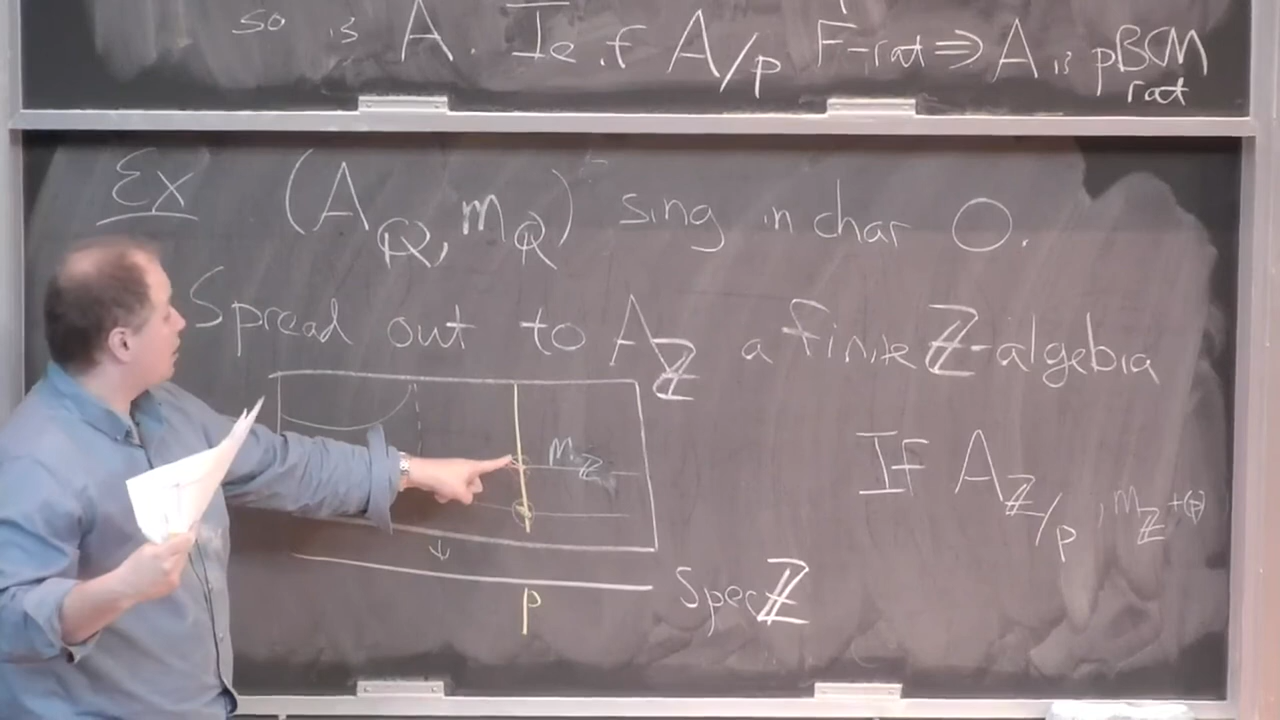 so is A. Ie if A/p F-rat ⇒ A is pBCM
rat
Ex (A_Q, m_Q) sing in char 0.
Spread out to A_Z a finite Z-algebra
m_Z
If A_Z/p, m_Z+(p)
Spec Z
p